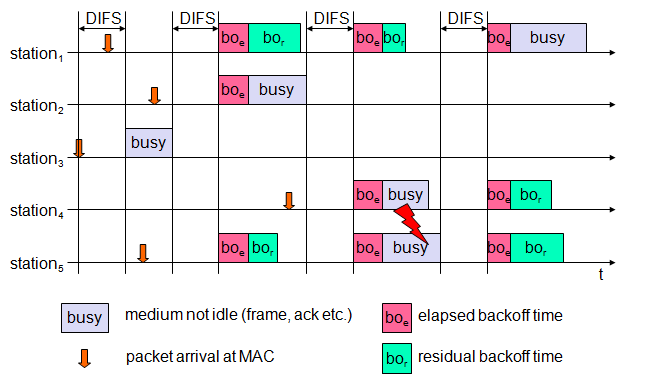 DIFS DIFS DIFS DIFS
station1 boe bor boe bor boe busy
station2 boe busy
station3 busy
station4 boe busy boe bor
station5 boe bor boe busy boe bor
t
busy medium not idle (frame, ack etc.) boe elapsed backoff time
packet arrival at MAC bor residual backoff time